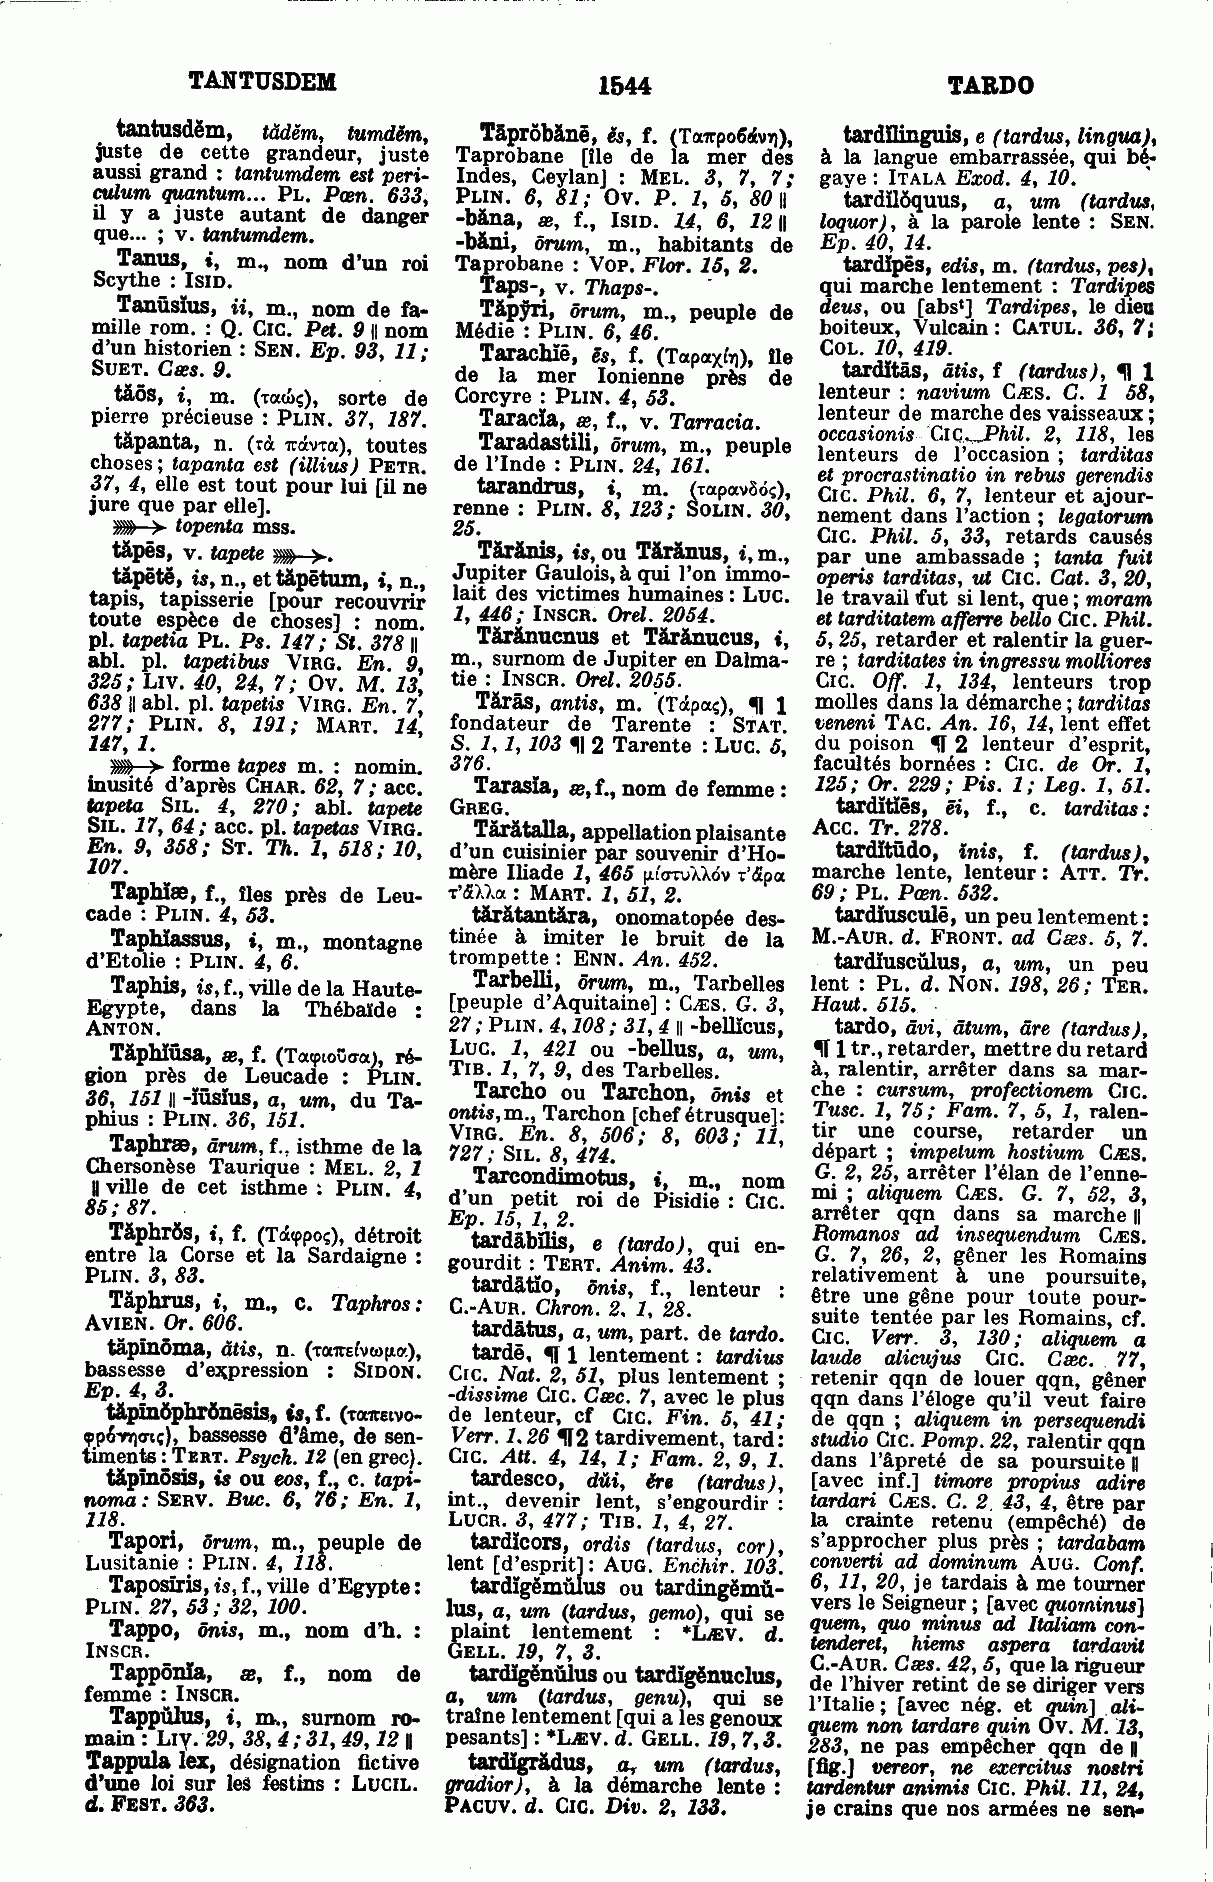 TANTUSDEM
1544
TARDO
tantusdĕm, tădĕm, tumdĕm,
juste de cette grandeur, juste
aussi grand : tantumdem est peri-
culum quantum... PL. Pœn. 633,
il y a juste autant de danger
que... ; v. tantumdem.
Tanus, i, m., nom d'un roi
Scythe : ISID.
Tanūsĭus, ii, m., nom de fa-
mille rom. : Q. CIC. Pet. 9 || nom
d'un historien : SEN. Ep. 93, 11;
SUET. Cæs. 9.
tăōs, i, m. (ταώς), sorte de
pierre précieuse : PLIN. 37, 187.
tăpanta, n. (τὰ πάντα), toutes
choses; tapanta est (illius) PETR.
37, 4, elle est tout pour lui [il ne
jure que par elle].
⟫→ topenta mss.
tăpēs, v. tapete ⟫→.
tăpētĕ, is, n., et tăpētum, i, n.,
tapis, tapisserie [pour recouvrir
toute espèce de choses] : nom.
pl. tapetia PL. Ps. 147; St. 378 ||
abl. pl. tapetibus VIRG. En. 9,
325; LIV. 40, 24, 7; OV. M. 13,
638 || abl. pl. tapetis VIRG. En. 7,
277; PLIN. 8, 191; MART. 14,
147, 1.
⟫→ forme tapes m. : nomin.
inusité d'après CHAR. 62, 7; acc.
tapeta SIL. 4, 270; abl. tapete
SIL. 17, 64; acc. pl. tapetas VIRG.
En. 9, 358; ST. Th. 1, 518; 10,
107.
Taphĭæ, f., îles près de Leu-
cade : PLIN. 4, 53.
Taphĭassus, i, m., montagne
d'Etolie : PLIN. 4, 6.
Taphis, is, f., ville de la Haute-
Egypte, dans la Thébaïde :
ANTON.
Tăphĭūsa, æ, f. (Ταφιοῦσα), ré-
gion près de Leucade : PLIN.
36, 151 || -ĭūsĭus, a, um, du Ta-
phius : PLIN. 36, 151.
Taphræ, ārum, f., isthme de la
Chersonèse Taurique : MEL. 2, 1
|| ville de cet isthme : PLIN. 4,
85; 87.
Tăphrŏs, i, f. (Τάφρος), détroit
entre la Corse et la Sardaigne :
PLIN. 3, 83.
Tăphrus, i, m., c. Taphros:
AVIEN. Or. 606.
tăpīnōma, ătis, n. (ταπείνωμα),
bassesse d'expression : SIDON.
Ep. 4, 3.
tăpīnŏphrŏnēsis, is, f. (ταπεινο-
φρόνησις), bassesse d'âme, de sen-
timents : TERT. Psych. 12 (en grec).
tăpīnōsis, is ou eos, f., c. tapi-
noma: SERV. Buc. 6, 76; En. 1,
118.
Tapori, ōrum, m., peuple de
Lusitanie : PLIN. 4, 118.
Taposīris, is, f., ville d'Egypte :
PLIN. 27, 53; 32, 100.
Tappo, ōnis, m., nom d'h. :
INSCR.
Tappōnĭa, æ, f., nom de
femme : INSCR.
Tappŭlus, i, m., surnom ro-
main : LIV. 29, 38, 4; 31, 49, 12 ||
Tappula lex, désignation fictive
d'une loi sur les festins : LUCIL.
d. FEST. 363.
Tāprŏbănē, ēs, f. (Ταπροβάνη),
Taprobane [île de la mer des
Indes, Ceylan] : MEL. 3, 7, 7;
PLIN. 6, 81; OV. P. 1, 5, 80 ||
-băna, æ, f., ISID. 14, 6, 12 ||
-băni, ōrum, m., habitants de
Taprobane : VOP. Flor. 15, 2.
Taps-, v. Thaps-.
Tăpy̆ri, ōrum, m., peuple de
Médie : PLIN. 6, 46.
Tarachĭē, ēs, f. (Ταραχίη), île
de la mer Ionienne près de
Corcyre : PLIN. 4, 53.
Taracĭa, æ, f., v. Tarracia.
Taradastili, ōrum, m., peuple
de l'Inde : PLIN. 24, 161.
tarandrus, i, m. (ταρανδός),
renne : PLIN. 8, 123; SOLIN. 30,
25.
Tărănis, is, ou Tărănus, i, m.,
Jupiter Gaulois, à qui l'on immo-
lait des victimes humaines : LUC.
1, 446; INSCR. Orel. 2054.
Tărănucnus et Tărănucus, i,
m., surnom de Jupiter en Dalma-
tie : INSCR. Orel. 2055.
Tărās, antis, m. (Τάρας), ¶ 1
fondateur de Tarente : STAT.
S. 1, 1, 103 ¶ 2 Tarente : LUC. 5,
376.
Tarasĭa, æ, f., nom de femme :
GREG.
Tărătalla, appellation plaisante
d'un cuisinier par souvenir d'Ho-
mère Iliade 1, 465 μίστυλλόν τ'ἄρα
τ'ἄλλα : MART. 1, 51, 2.
tărătantăra, onomatopée des-
tinée à imiter le bruit de la
trompette : ENN. An. 452.
Tarbelli, ōrum, m., Tarbelles
[peuple d'Aquitaine] : CÆS. G. 3,
27; PLIN. 4, 108; 31, 4 || -bellĭcus,
LUC. 1, 421 ou -bellus, a, um,
TIB. 1, 7, 9, des Tarbelles.
Tarcho ou Tarchon, ōnis et
ontis, m., Tarchon [chef étrusque]:
VIRG. En. 8, 506; 8, 603; 11,
727; SIL. 8, 474.
Tarcondimotus, i, m., nom
d'un petit roi de Pisidie : CIC.
Ep. 15, 1, 2.
tardābĭlis, e (tardo), qui en-
gourdit : TERT. Anim. 43.
tardātĭo, ōnis, f., lenteur :
C.-AUR. Chron. 2, 1, 28.
tardātus, a, um, part. de tardo.
tardē, ¶ 1 lentement : tardius
CIC. Nat. 2, 51, plus lentement ;
-dissime CIC. Cæc. 7, avec le plus
de lenteur, cf CIC. Fin. 5, 41;
Verr. 1, 26 ¶ 2 tardivement, tard :
CIC. Att. 4, 14, 1; Fam. 2, 9, 1.
tardesco, dŭi, ĕre (tardus),
int., devenir lent, s'engourdir :
LUCR. 3, 477; TIB. 1, 4, 27.
tardĭcors, ordis (tardus, cor),
lent [d'esprit] : AUG. Enchir. 103.
tardĭgĕmŭlus ou tardingĕmŭ-
lus, a, um (tardus, gemo), qui se
plaint lentement : *LÆV. d.
GELL. 19, 7, 3.
tardĭgĕnŭlus ou tardĭgĕnuclus,
a, um (tardus, genu), qui se
traîne lentement [qui a les genoux
pesants] : *LÆV. d. GELL. 19, 7, 3.
tardĭgrădus, a, um (tardus,
gradior), à la démarche lente :
PACUV. d. CIC. Div. 2, 133.
tardĭlinguis, e (tardus, lingua),
à la langue embarrassée, qui bé-
gaye : ITALA Exod. 4, 10.
tardĭlŏquus, a, um (tardus,
loquor), à la parole lente : SEN.
Ep. 40, 14.
tardĭpēs, edis, m. (tardus, pes),
qui marche lentement : Tardipes
deus, ou [absᵗ] Tardipes, le dieu
boiteux, Vulcain : CATUL. 36, 7;
COL. 10, 419.
tardĭtās, ātis, f (tardus), ¶ 1
lenteur : navium CÆS. C. 1 58,
lenteur de marche des vaisseaux ;
occasionis CIC. Phil. 2, 118, les
lenteurs de l'occasion ; tarditas
et procrastinatio in rebus gerendis
CIC. Phil. 6, 7, lenteur et ajour-
nement dans l'action ; legatorum
CIC. Phil. 5, 33, retards causés
par une ambassade ; tanta fuit
operis tarditas, ut CIC. Cat. 3, 20,
le travail fut si lent, que ; moram
et tarditatem afferre bello CIC. Phil.
5, 25, retarder et ralentir la guer-
re ; tarditates in ingressu molliores
CIC. Off. 1, 134, lenteurs trop
molles dans la démarche ; tarditas
veneni TAC. An. 16, 14, lent effet
du poison ¶ 2 lenteur d'esprit,
facultés bornées : CIC. de Or. 1,
125; Or. 229; Pis. 1; Leg. 1, 51.
tardĭtĭēs, ēi, f., c. tarditas :
ACC. Tr. 278.
tardĭtūdo, ĭnis, f. (tardus),
marche lente, lenteur : ATT. Tr.
69; PL. Pœn. 532.
tardĭusculē, un peu lentement :
M.-AUR. d. FRONT. ad Cæs. 5, 7.
tardĭuscŭlus, a, um, un peu
lent : PL. d. NON. 198, 26; TER.
Haut. 515.
tardo, āvi, ātum, āre (tardus),
¶ 1 tr., retarder, mettre du retard
à, ralentir, arrêter dans sa mar-
che : cursum, profectionem CIC.
Tusc. 1, 75; Fam. 7, 5, 1, ralen-
tir une course, retarder un
départ ; impetum hostium CÆS.
G. 2, 25, arrêter l'élan de l'enne-
mi ; aliquem CÆS. G. 7, 52, 3,
arrêter qqn dans sa marche ||
Romanos ad insequendum CÆS.
G. 7, 26, 2, gêner les Romains
relativement à une poursuite,
être une gêne pour toute pour-
suite tentée par les Romains, cf.
CIC. Verr. 3, 130; aliquem a
laude alicujus CIC. Cæc. 77,
retenir qqn de louer qqn, gêner
qqn dans l'éloge qu'il veut faire
de qqn ; aliquem in persequendi
studio CIC. Pomp. 22, ralentir qqn
dans l'âpreté de sa poursuite ||
[avec inf.] timore propius adire
tardari CÆS. C. 2, 43, 4, être par
la crainte retenu (empêché) de
s'approcher plus près ; tardabam
converti ad dominum AUG. Conf.
6, 11, 20, je tardais à me tourner
vers le Seigneur ; [avec quominus]
quem, quo minus ad Italiam con-
tenderet, hiems aspera tardavit
C.-AUR. Cæs. 42, 5, que la rigueur
de l'hiver retint de se diriger vers
l'Italie ; [avec nég. et quin] ali-
quem non tardare quin OV. M. 13,
283, ne pas empêcher qqn de ||
[fig.] vereor, ne exercitus nostri
tardentur animis CIC. Phil. 11, 24,
je crains que nos armées ne sen-